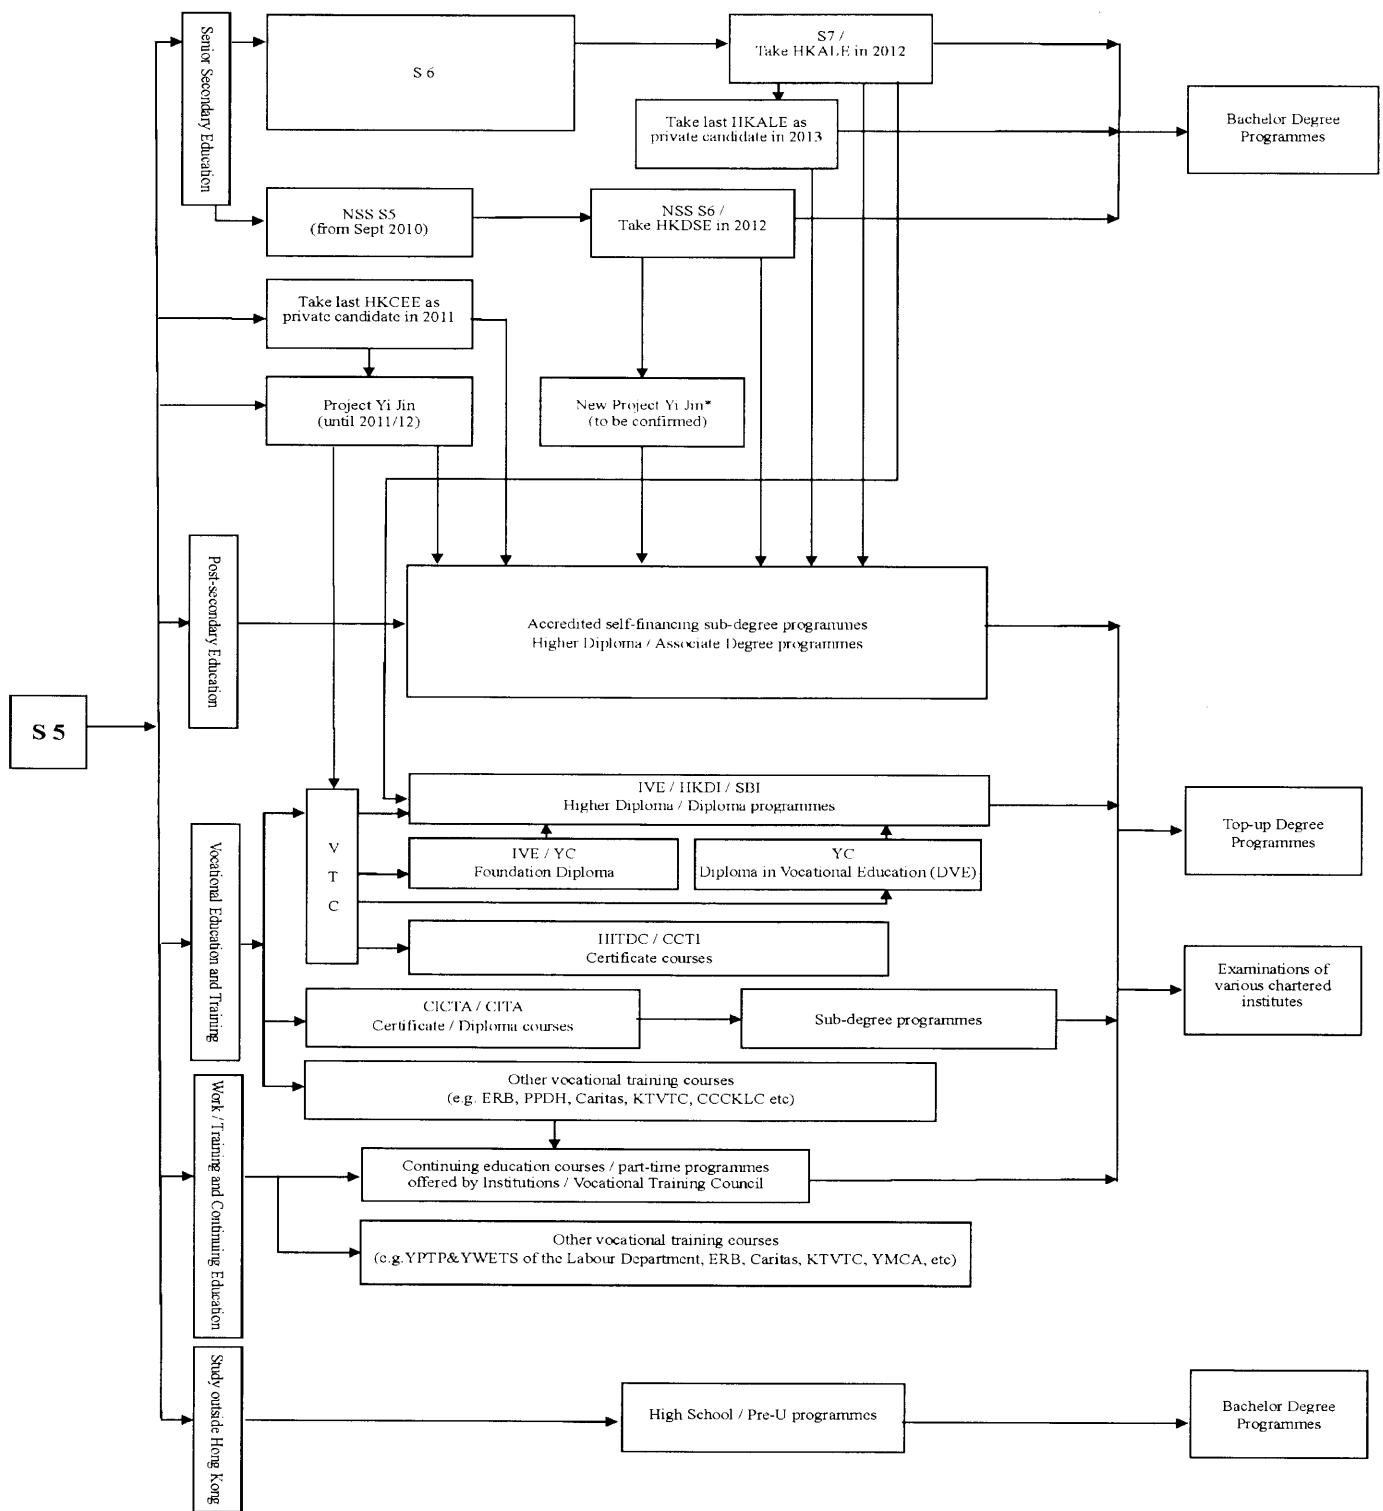 Senior Secondary Education
S 6
S7 /
Take HKALE in 2012
Take last HKALE as
private candidate in 2013
Bachelor Degree
Programmes
NSS S5
(from Sept 2010)
NSS S6 /
Take HKDSE in 2012
Take last HKCEE as
private candidate in 2011
Project Yi Jin
(until 2011/12)
New Project Yi Jin*
(to be confirmed)
Post-secondary Education
Accredited self-financing sub-degree programmes
Higher Diploma / Associate Degree programmes
S 5
Vocational Education and Training
V
T
C
IVE / HKDI / SBI
Higher Diploma / Diploma programmes
IVE / YC
Foundation Diploma
YC
Diploma in Vocational Education (DVE)
Top-up Degree
Programmes
HITDC / CCTI
Certificate courses
Examinations of
various chartered
institutes
CICTA / CITA
Certificate / Diploma courses
Sub-degree programmes
Other vocational training courses
(e.g. ERB, PPDH, Caritas, KTVTC, CCCKLC etc)
Work / Training and Continuing Education
Continuing education courses / part-time programmes
offered by Institutions / Vocational Training Council
Other vocational training courses
(e.g.YPTP&YWETS of the Labour Department, ERB, Caritas, KTVTC, YMCA, etc)
Study outside Hong Kong
High School / Pre-U programmes
Bachelor Degree
Programmes